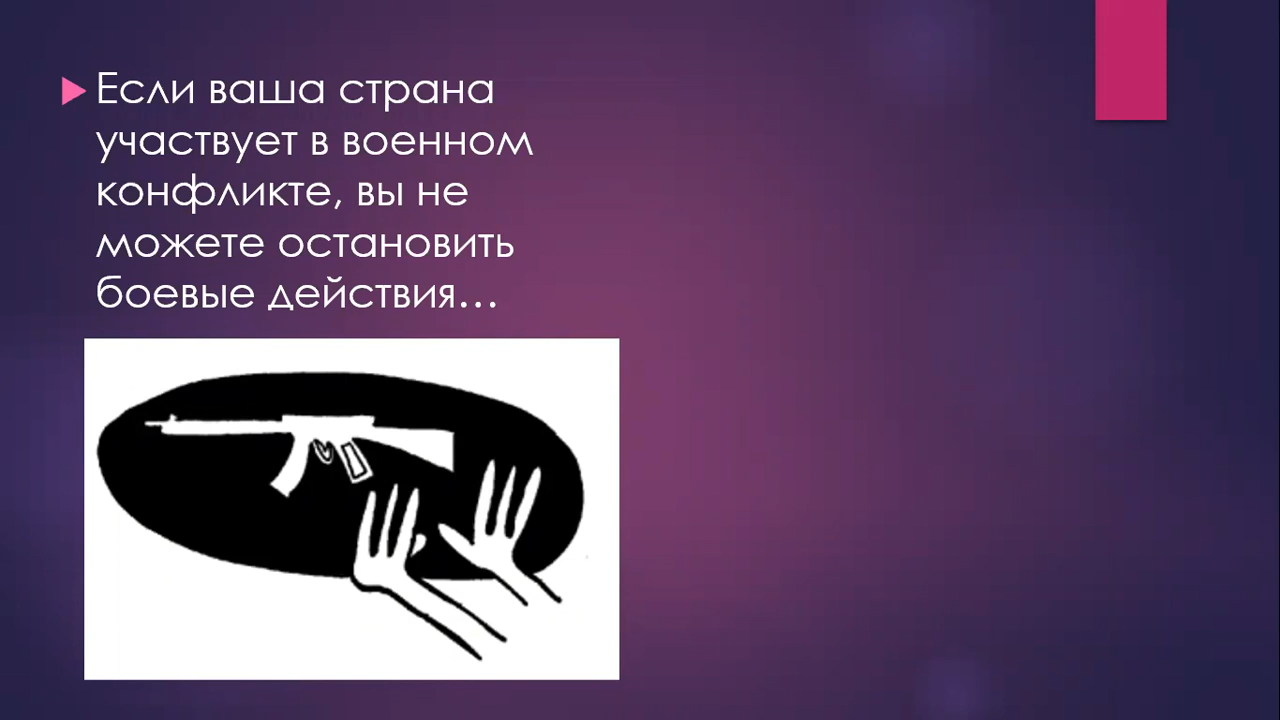 Если ваша страна
участвует в военном
конфликте, вы не
можете остановить
боевые действия…